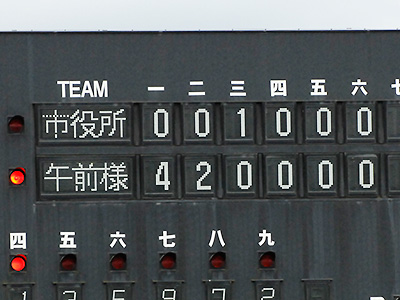 TEAM 一 二 三 四 五 六
市役所 0 0 1 0 0 0
午前様 4 2 0 0 0 0
四 五 六 七 八 九